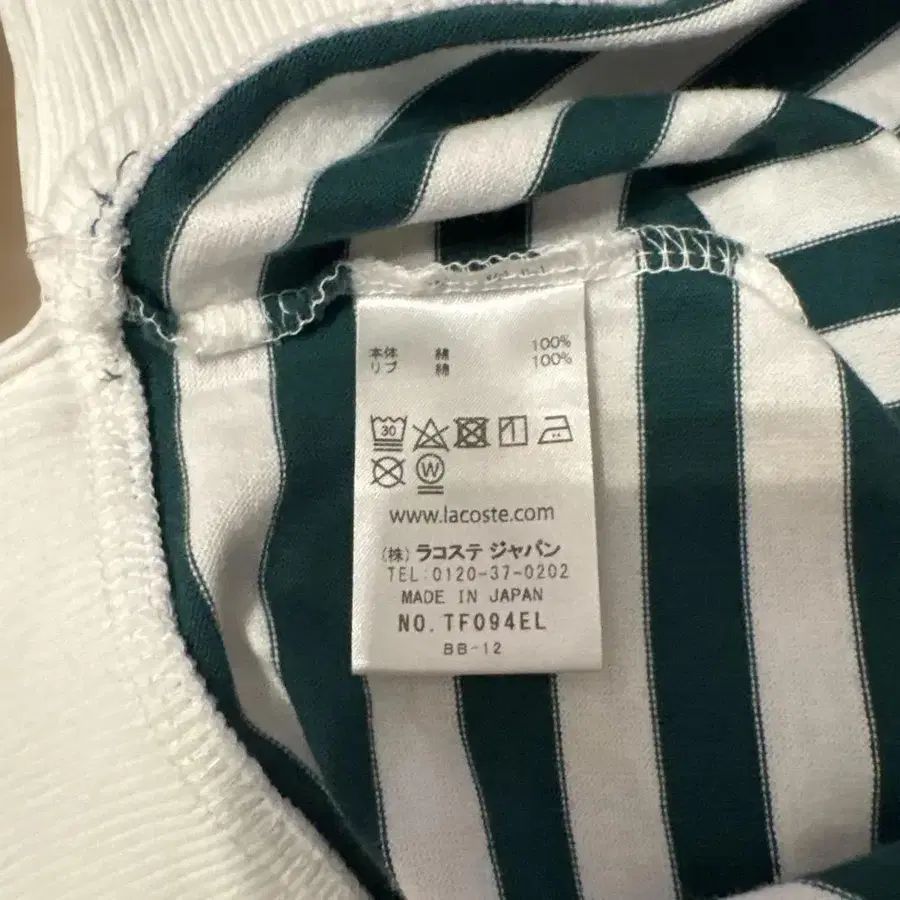 本体 綿 100%
リブ 綿 100%
30
W
www.lacoste.com
(株) ラコステ ジャパン
TEL:0120-37-0202
MADE IN JAPAN
NO. TF094EL
BB-12